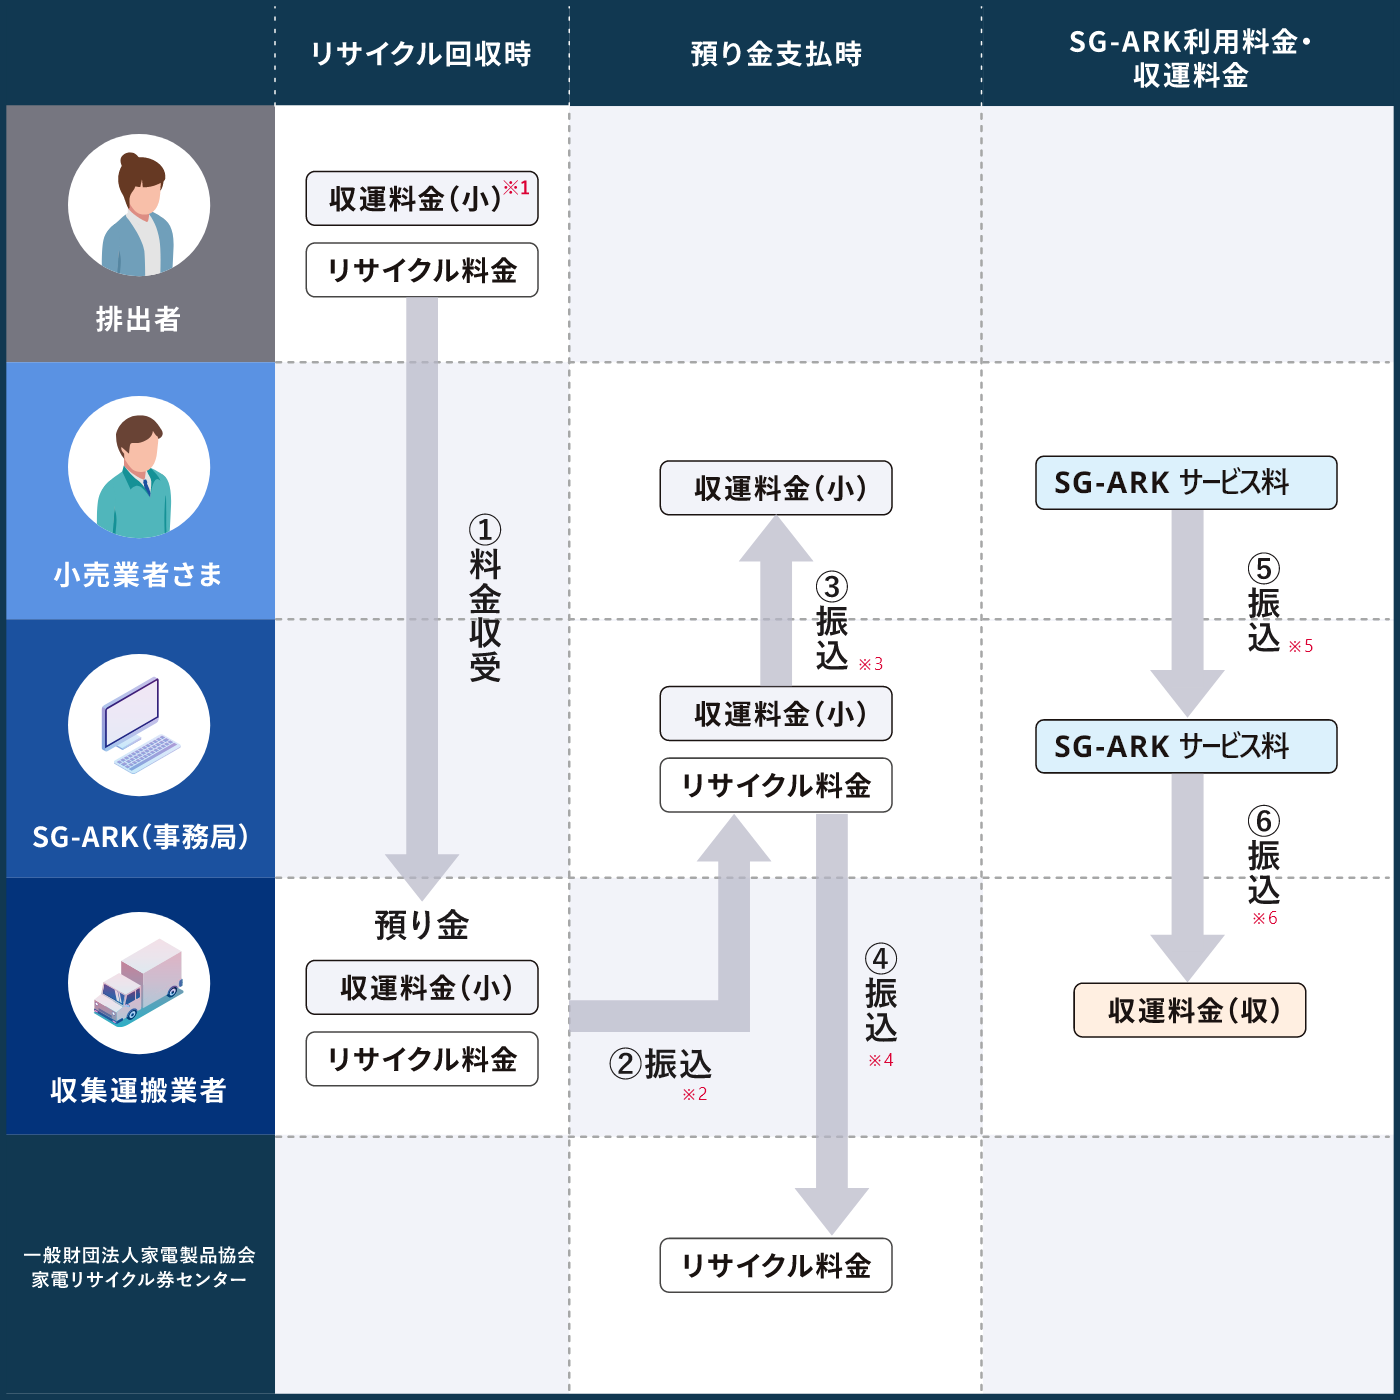 リサイクル回収時
預り金支払時
SG-ARK利用料金・
収運料金
排出者
収運料金(小)※1
リサイクル料金
小売業者さま
①料金収受
収運料金(小)
③振込
※3
SG-ARK サービス料
⑤振込
※5
SG-ARK(事務局)
収運料金(小)
リサイクル料金
SG-ARK サービス料
⑥振込
※6
収集運搬業者
預り金
収運料金(小)
リサイクル料金
②振込
※2
④振込
※4
収運料金(収)
一般財団法人家電製品協会
家電リサイクル券センター
リサイクル料金